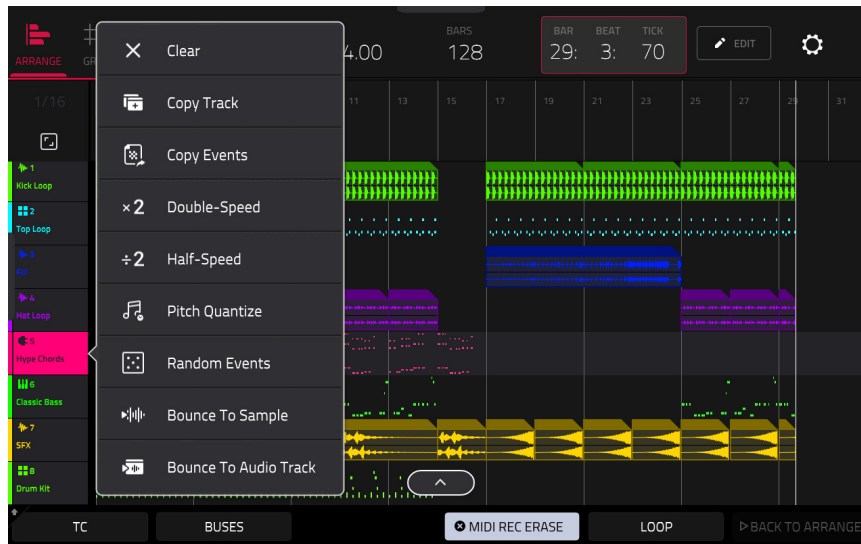 ARRANGE
GR
4.00
BARS
128
BAR BEAT TICK
29: 3: 70
EDIT
1/16
11 13 15 17 19 21 23 25 27 29 31
Clear
Copy Track
Copy Events
×2 Double-Speed
÷2 Half-Speed
Pitch Quantize
Random Events
Bounce To Sample
Bounce To Audio Track
1
Kick Loop
2
Top Loop
3
4
Hat Loop
5
Hype Chords
6
Classic Bass
7
SFX
8
Drum Kit
TC BUSES MIDI REC ERASE LOOP BACK TO ARRANGE